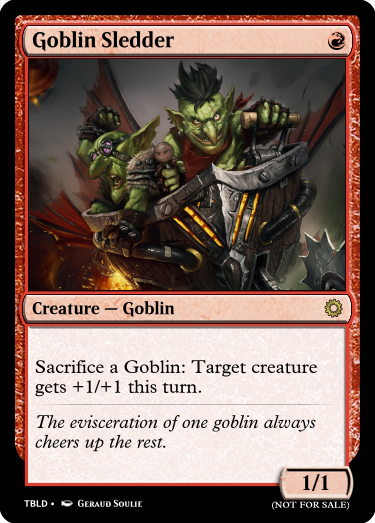 Goblin Sledder
Creature — Goblin
Sacrifice a Goblin: Target creature
gets +1/+1 this turn.
The evisceration of one goblin always
cheers up the rest.
1/1
TBLD • Geraud Soulie
(NOT FOR SALE)